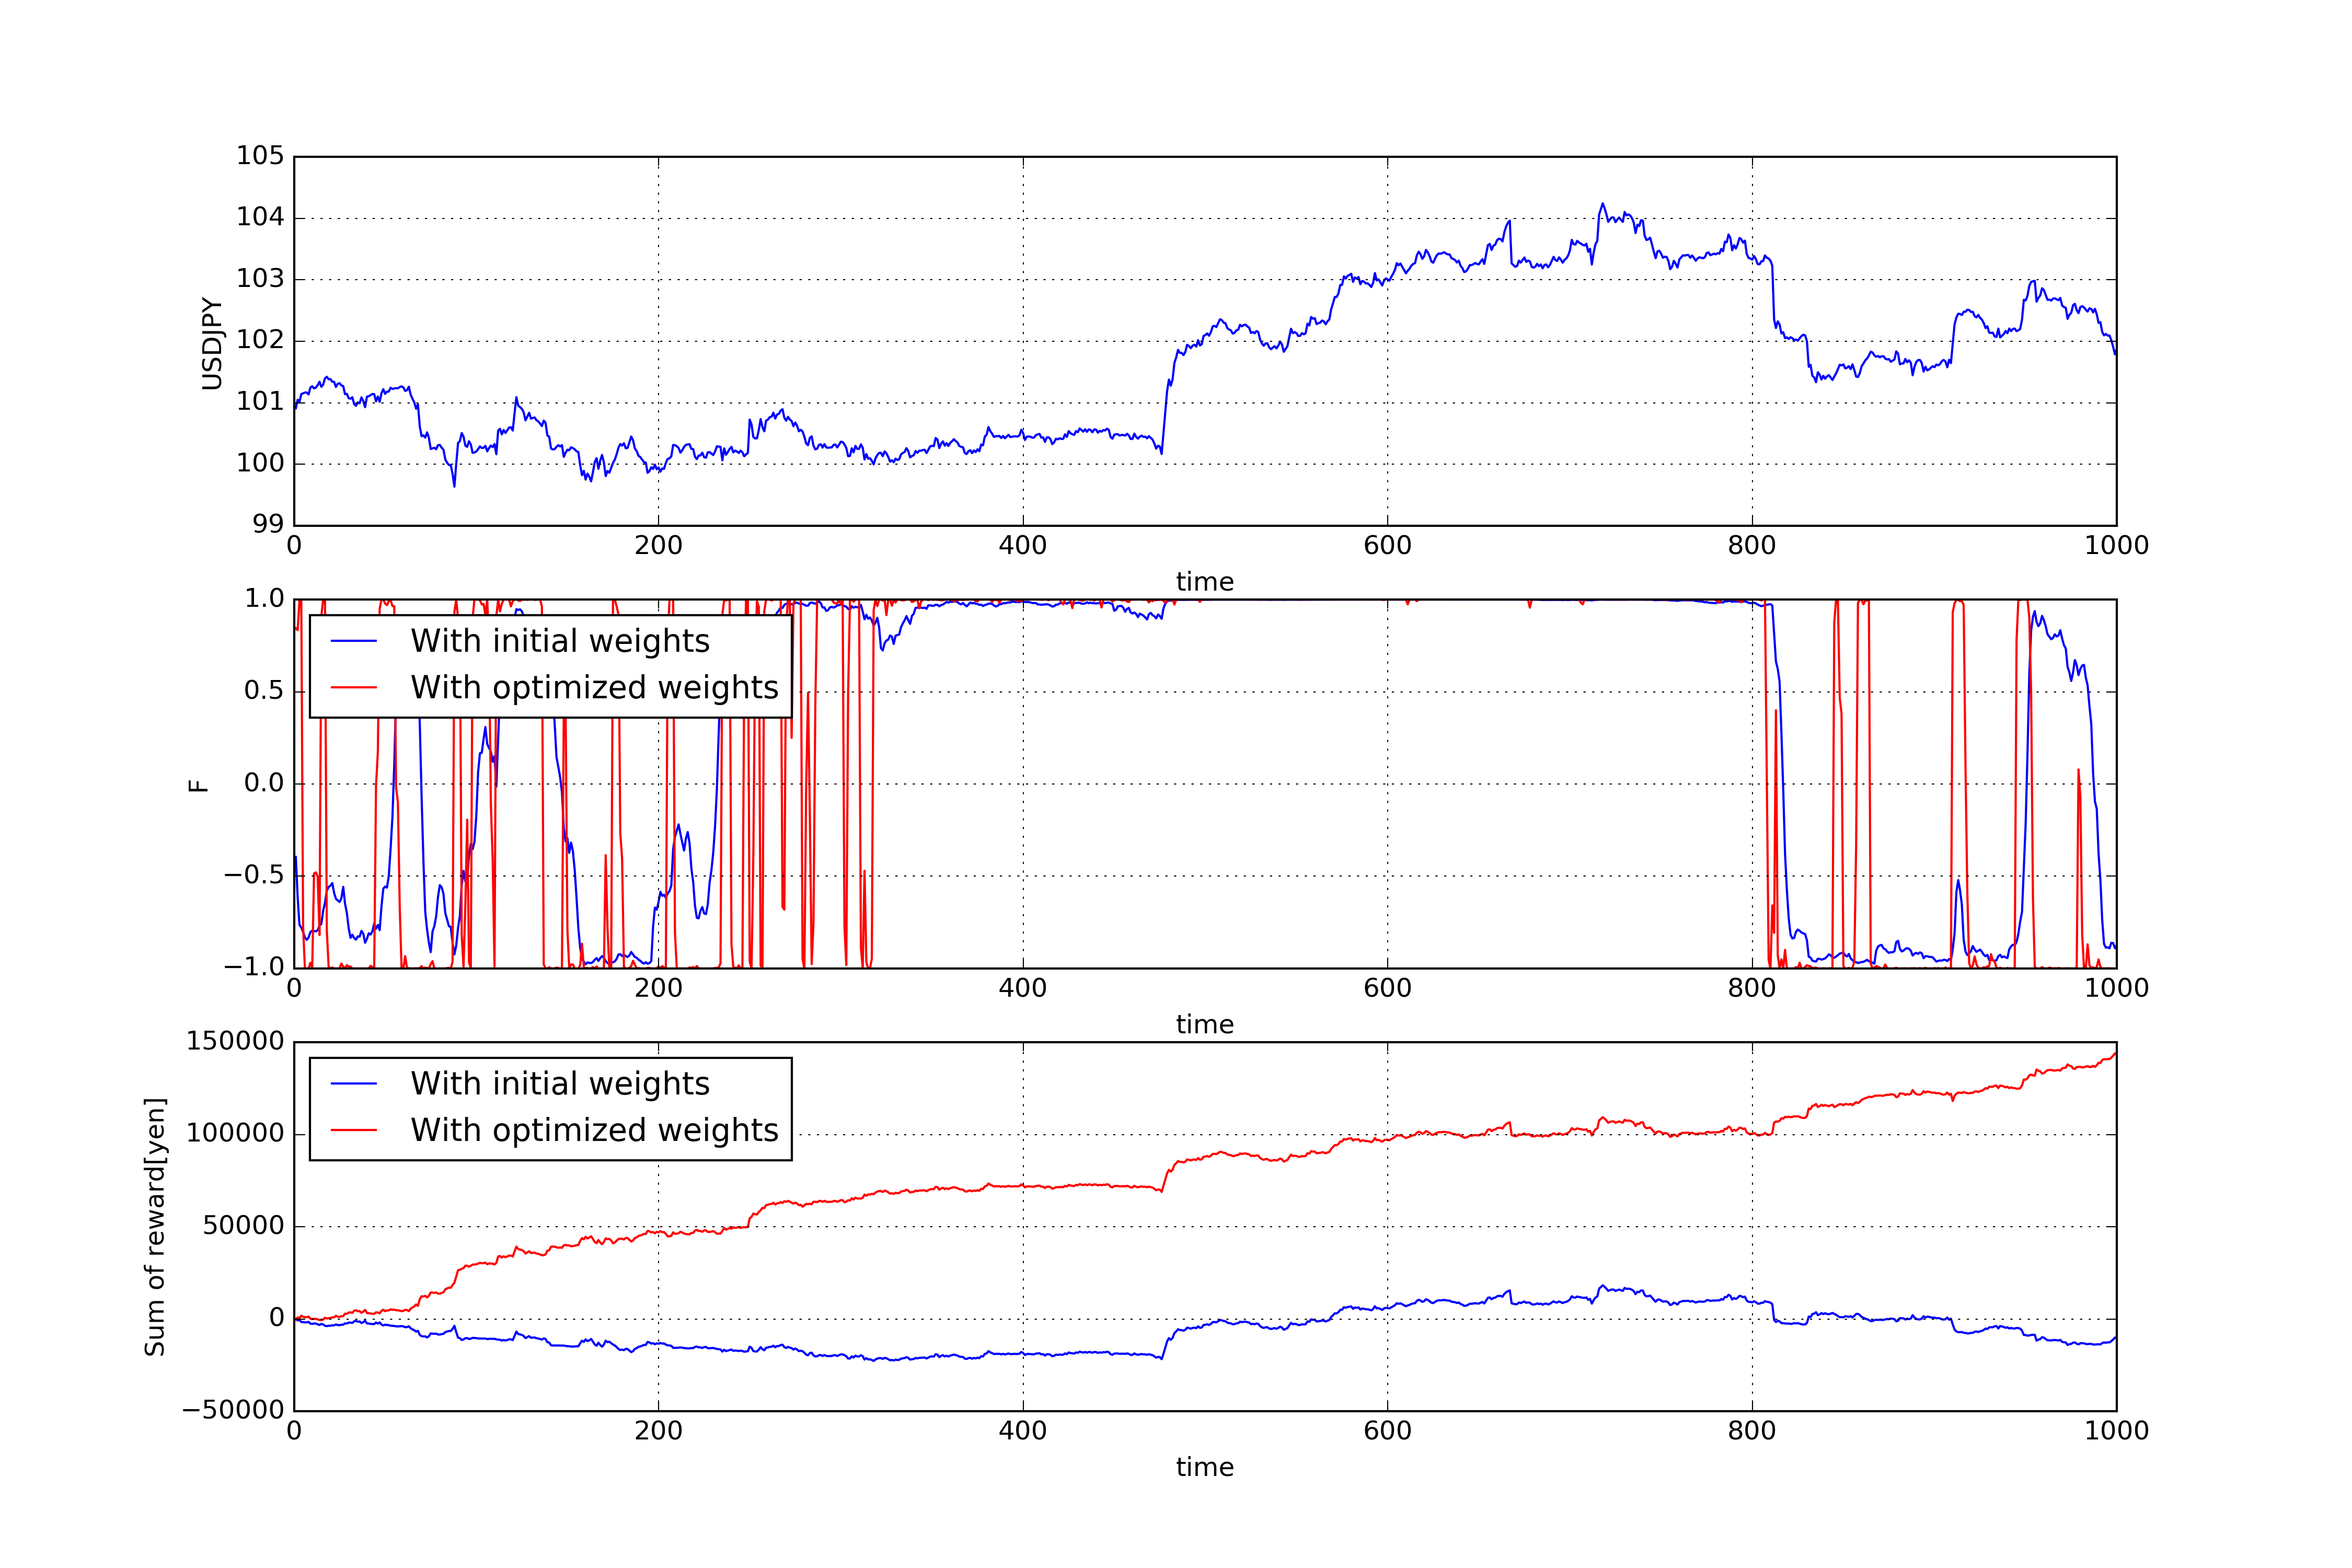 105
104
103
102
101
100
99
USDJPY
0 200 400 600 800 1000
time
1.0
0.5
0.0
−0.5
−1.0
F
With initial weights
With optimized weights
0 200 400 600 800 1000
time
150000
100000
50000
0
−50000
Sum of reward[yen]
With initial weights
With optimized weights
0 200 400 600 800 1000
time